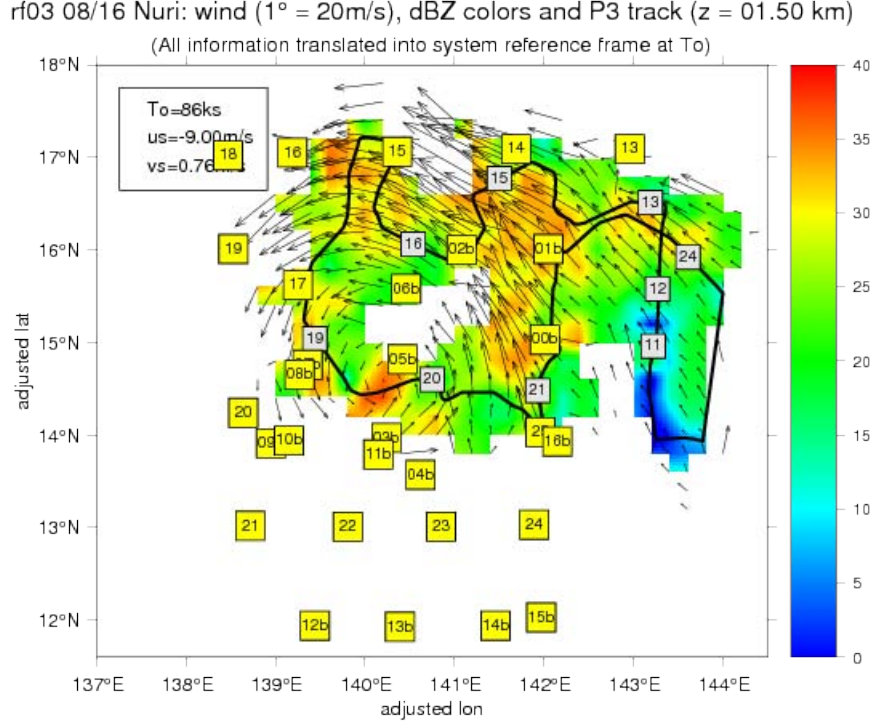 rf03 08/16 Nuri: wind (1° = 20m/s), dBZ colors and P3 track (z = 01.50 km)
(All information translated into system reference frame at To)
18°N
17°N
16°N
15°N
14°N
13°N
12°N
adjusted lat
To=86ks
us=-9.00m/s
vs=0.76
18
16
15
14
13
15
13
19
16
02b
01b
24
17
06b
12
19
00b
11
05b
08b
20
21
20
10b
11b
16b
04b
21
22
23
24
12b
13b
14b
15b
137°E
138°E
139°E
140°E
141°E
142°E
143°E
144°E
adjusted lon
40
35
30
25
20
15
10
5
0